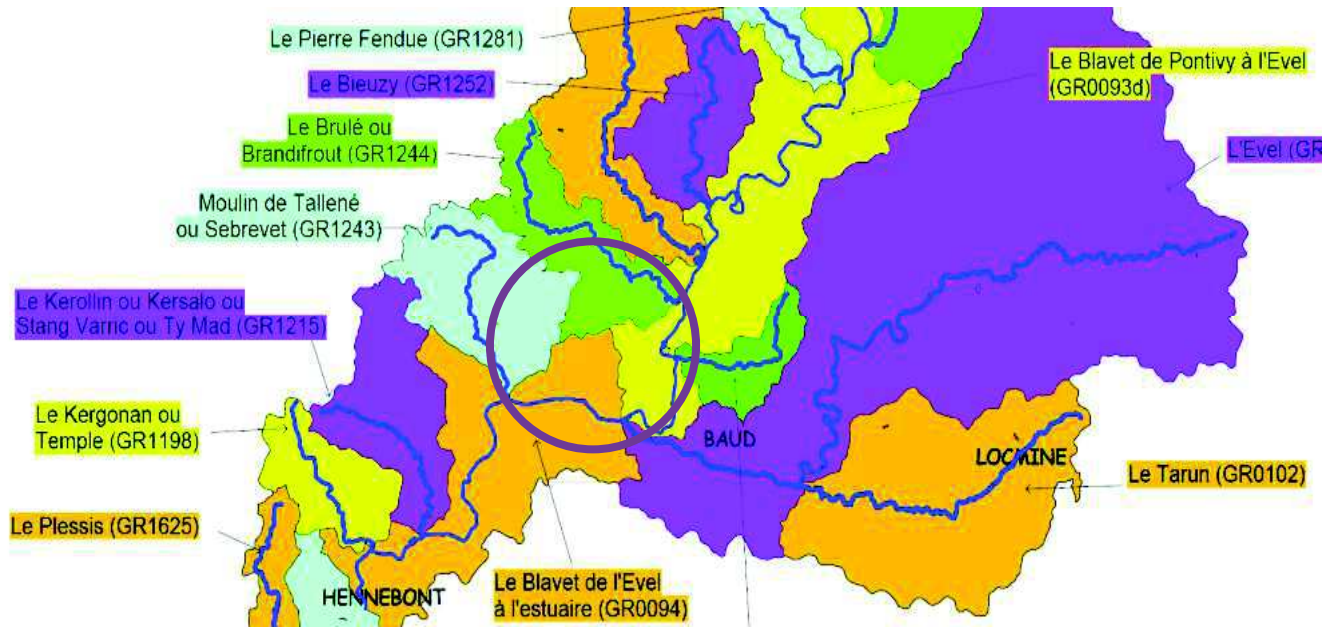 Le Pierre Fendue (GR1281)
Le Bieuzy (GR1252)
Le Blavet de Pontivy à l'Evel
(GR0093d)
Le Brulé ou
Brandifrout (GR1244)
L'Evel (GR
Moulin de Tallené
ou Sebrevet (GR1243)
Le Kerollin ou Kersalo ou
Stang Varric ou Ty Mad (GR1215)
Le Kergonan ou
Temple (GR1198)
BAUD
LOCMINE
Le Tarun (GR0102)
Le Plessis (GR1625)
HENNEBONT
Le Blavet de l'Evel
à l'estuaire (GR0094)